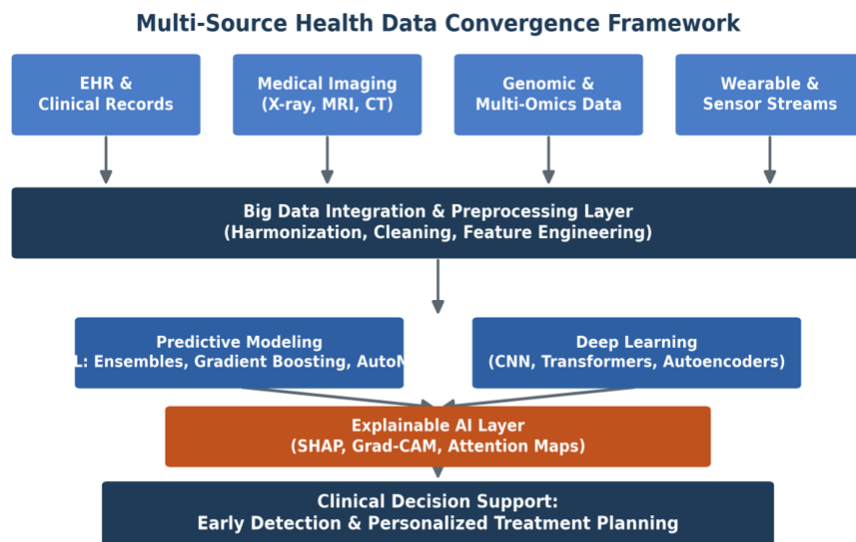 Multi-Source Health Data Convergence Framework
EHR &
Clinical Records
Medical Imaging
(X-ray, MRI, CT)
Genomic &
Multi-Omics Data
Wearable &
Sensor Streams
Big Data Integration & Preprocessing Layer
(Harmonization, Cleaning, Feature Engineering)
Predictive Modeling
L: Ensembles, Gradient Boosting,
Deep Learning
(CNN, Transformers, Autoencoders)
Explainable AI Layer
(SHAP, Grad-CAM, Attention Maps)
Clinical Decision Support:
Early Detection & Personalized Treatment Planning